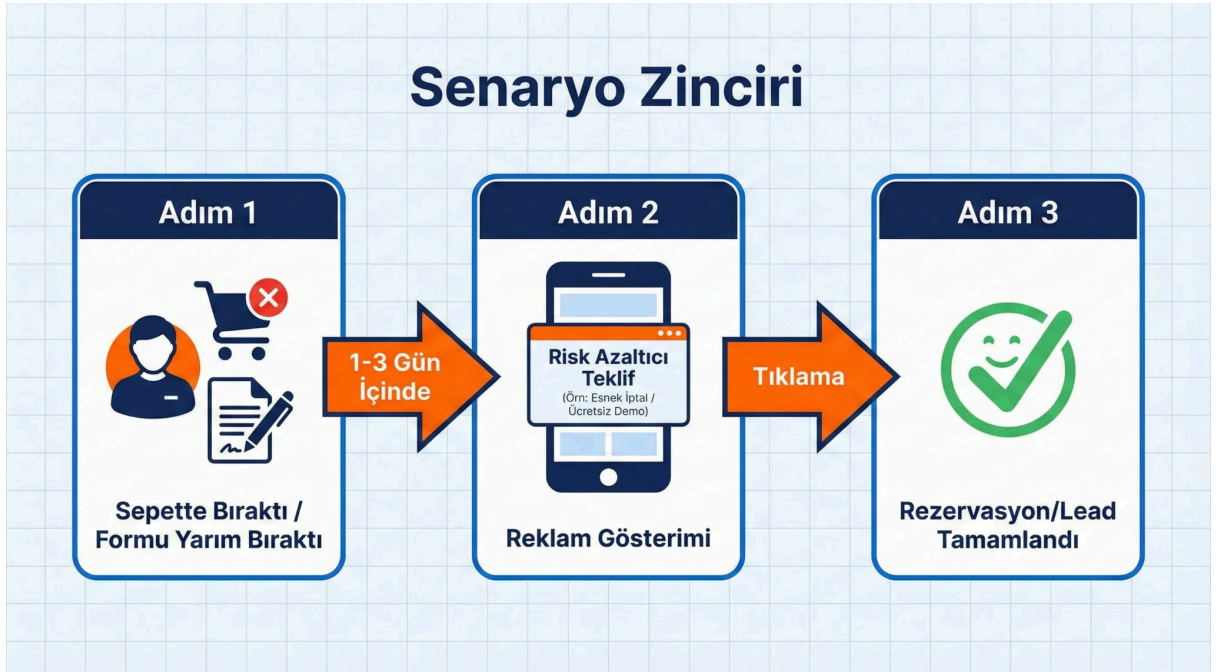 Senaryo Zinciri
Adım 1
Sepette Bıraktı /
Formu Yarım Bıraktı
1-3 Gün
İçinde
Adım 2
Risk Azaltıcı
Teklif
(Örn: Esnek İptal /
Ücretsiz Demo)
Reklam Gösterimi
Tıklama
Adım 3
Rezervasyon/Lead
Tamamlandı